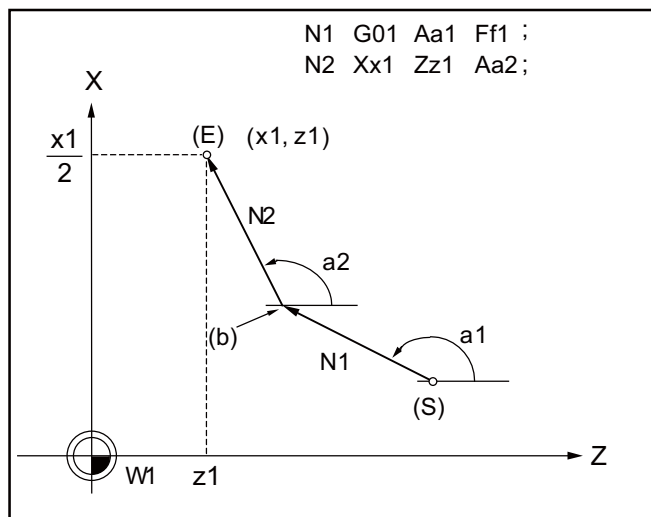 N1 G01 Aa1 Ff1 ;
N2 Xx1 Zz1 Aa2;
X
x1
2
(E) (x1, z1)
N2
a2
(b)
N1
a1
(S)
W1
z1
Z